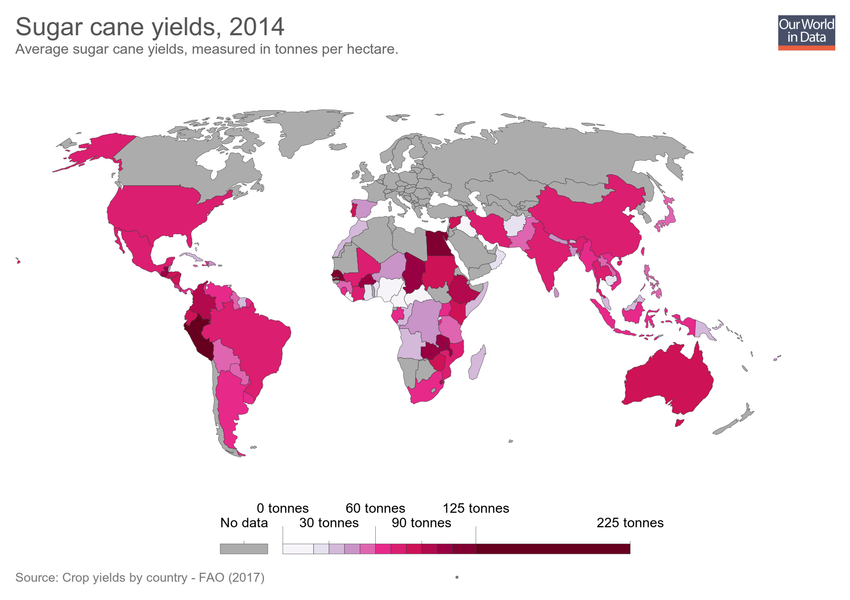 Sugar cane yields, 2014
Average sugar cane yields, measured in tonnes per hectare.
Our World
in Data
0 tonnes 60 tonnes 125 tonnes
No data 30 tonnes 90 tonnes 225 tonnes
Source: Crop yields by country - FAO (2017) •